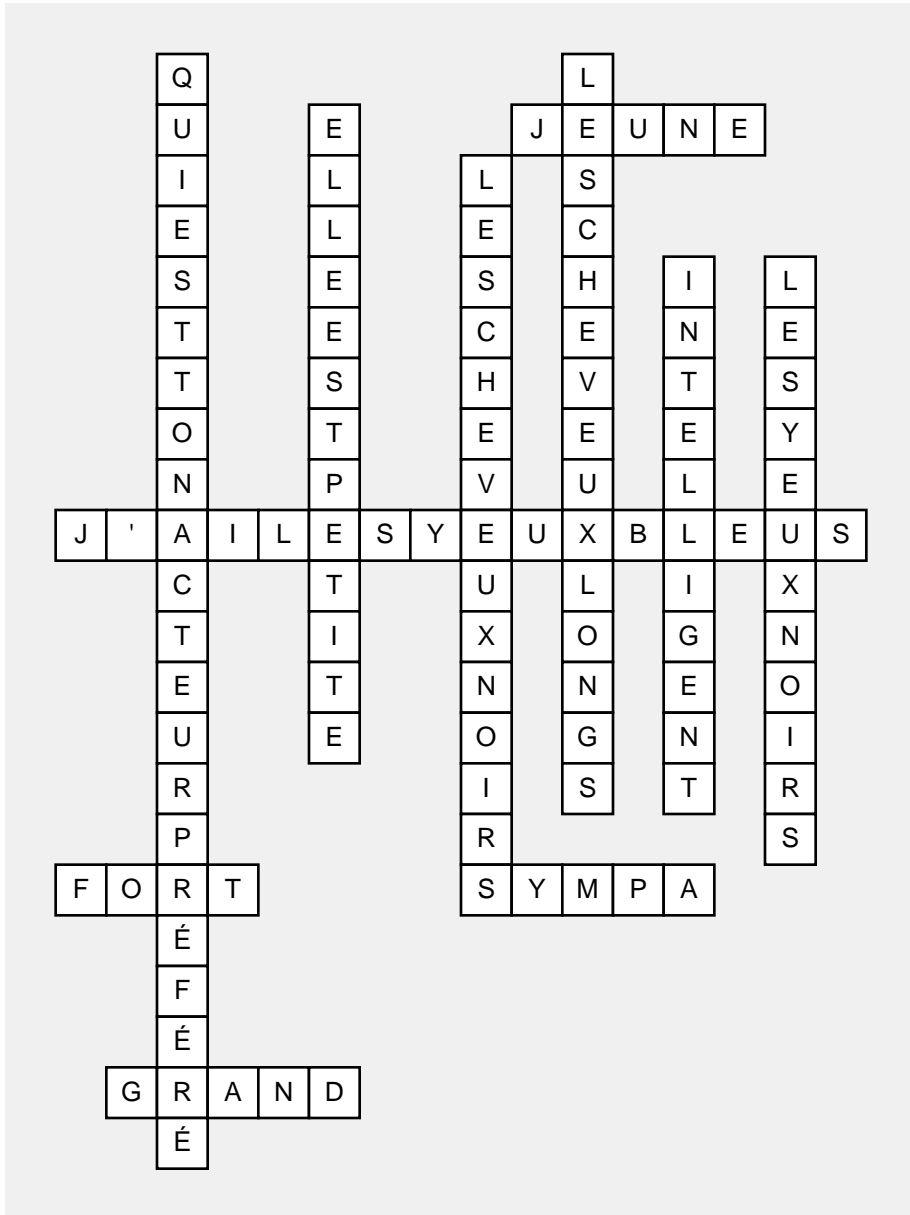 QUIESTTONACTEURPRÉFÉRÉ
LESCHEVEUXLONGS
ELLEESTPETITE
JEUNE
LESCHEVEUXNOIRS
INTELLIGENT
LESYEUXNOIRS
J'AILESYEUXBLEUS
FORT
SYMPA
GRAND